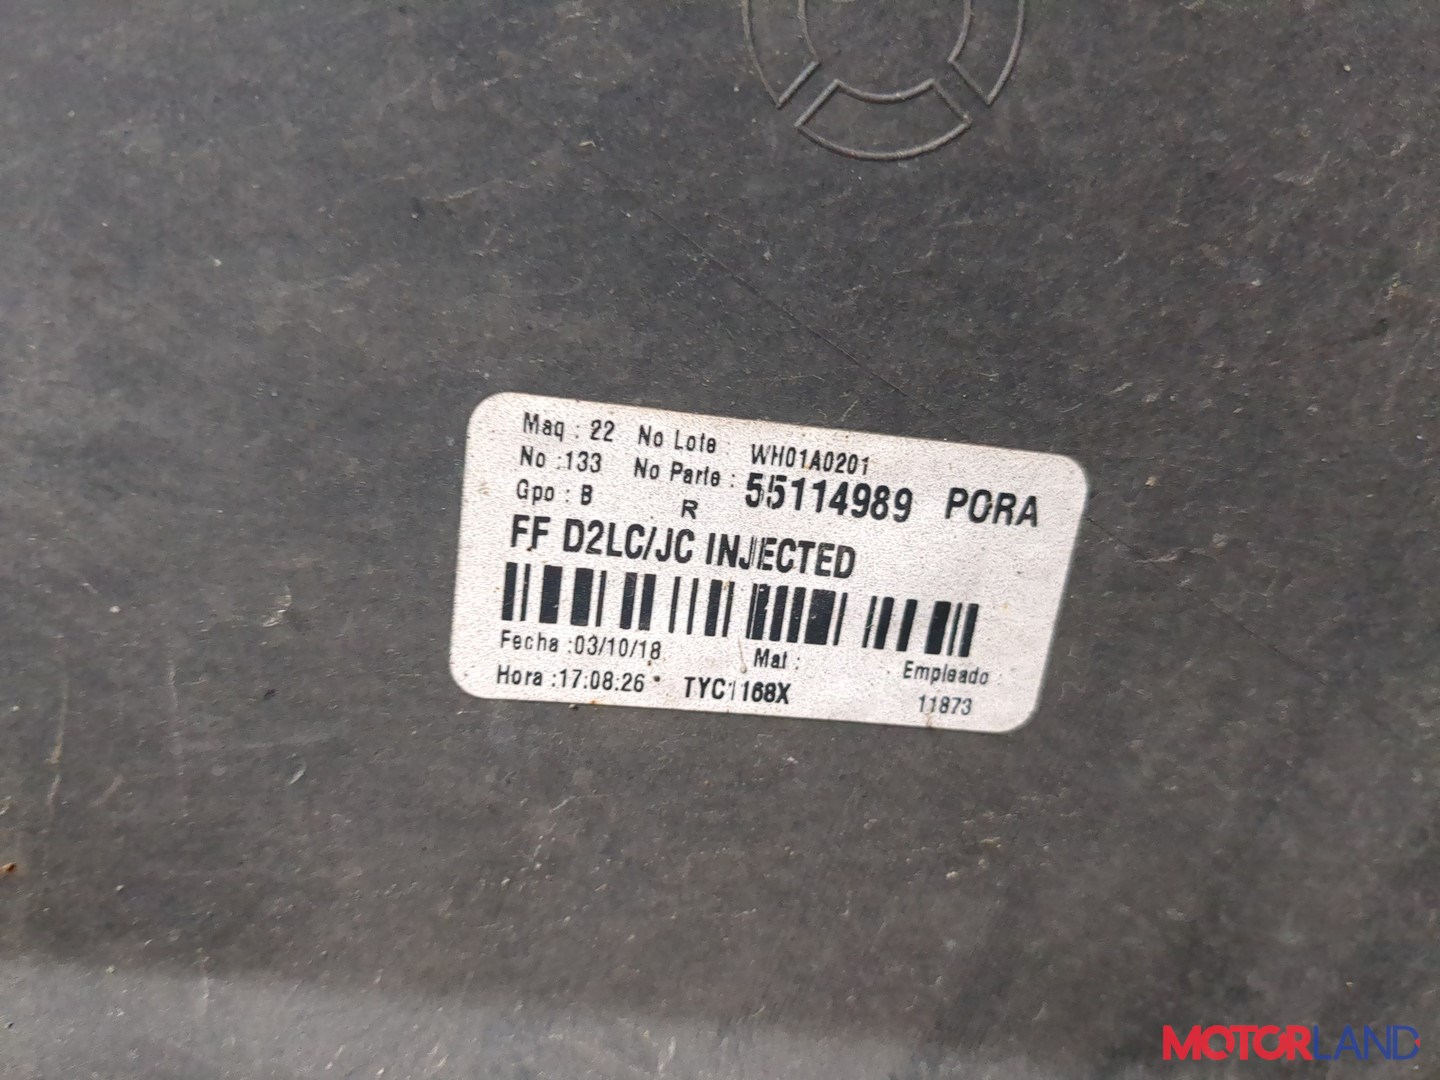 Maq : 22 No Lote : WH01A0201
No :133 No Parte : 55114989 PORA
Gpo : B R
FF D2LC/JC INJECTED
Fecha :03/10/18 Mat : Empleado :
Hora :17:08:26 TYC1168X 11873
MOTORLAND